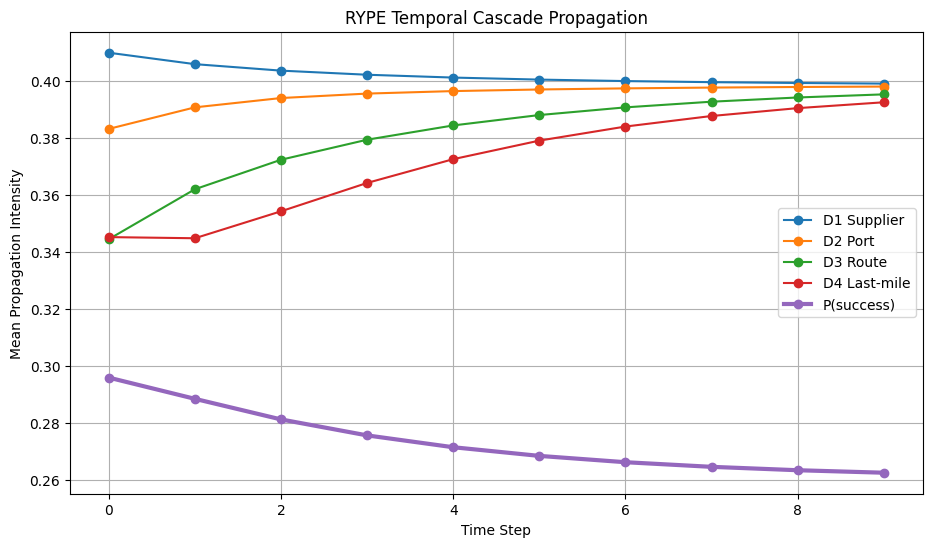 RYPE Temporal Cascade Propagation
Mean Propagation Intensity
0.40
0.38
0.36
0.34
0.32
0.30
0.28
0.26
D1 Supplier
D2 Port
D3 Route
D4 Last-mile
P(success)
0 2 4 6 8
Time Step